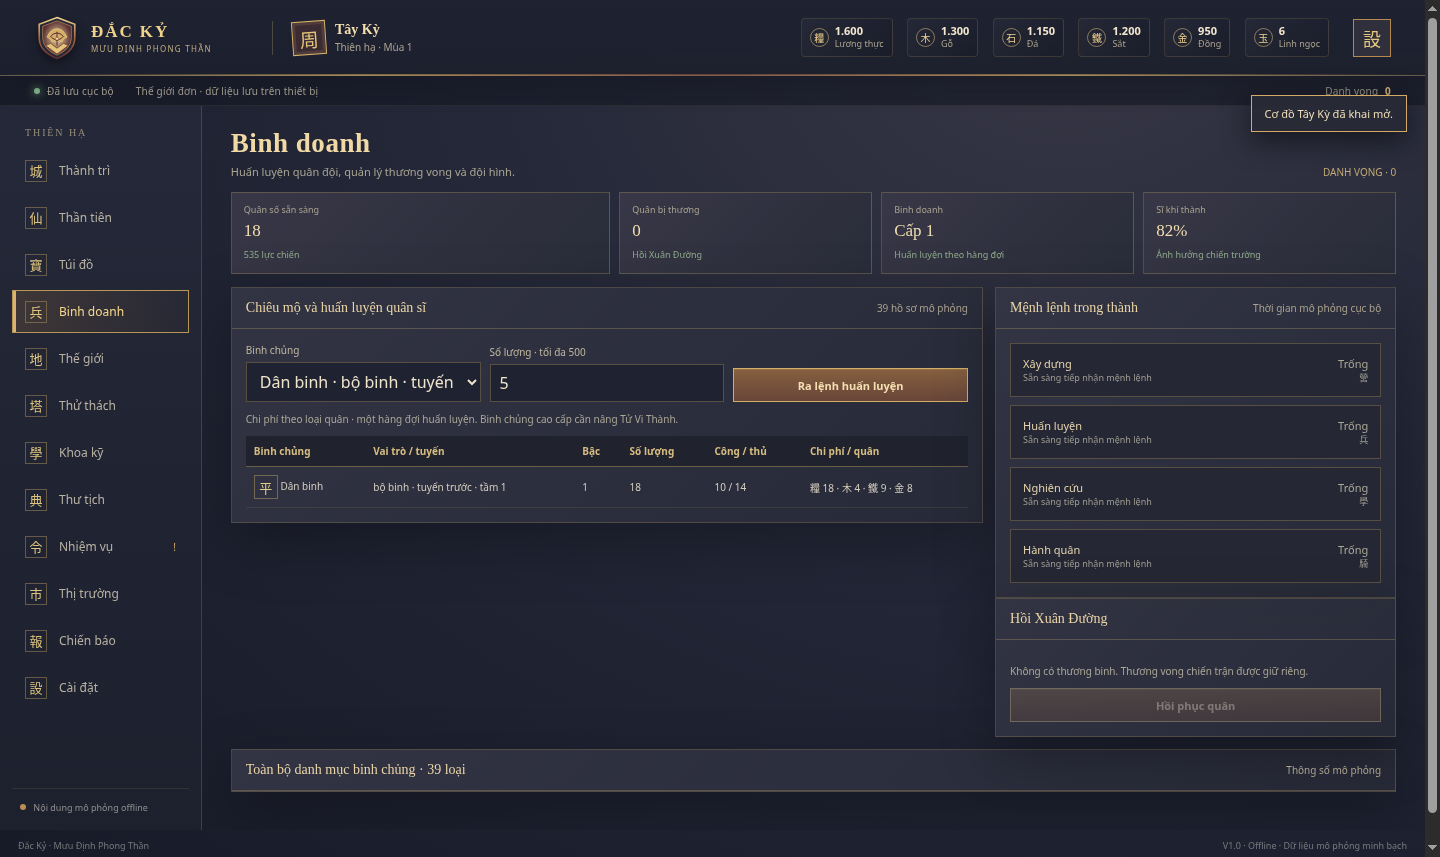 ĐẮC KỶ
MƯU ĐỊNH PHONG THẦN
周
Tây Kỳ
Thiên hạ · Mùa 1
糧 1.600 Lương thực
木 1.300 Gỗ
石 1.150 Đá
鐵 1.200 Sắt
金 950 Đồng
玉 6 Linh ngọc
設
Đã lưu cục bộ
Thế giới đơn · dữ liệu lưu trên thiết bị
Danh vọng 0
Cơ đồ Tây Kỳ đã khai mở.
THIÊN HẠ
城 Thành trì
仙 Thần tiên
寶 Túi đồ
兵 Binh doanh
地 Thế giới
塔 Thử thách
學 Khoa kỹ
典 Thư tịch
令 Nhiệm vụ !
市 Thị trường
報 Chiến báo
設 Cài đặt
Nội dung mô phỏng offline
Binh doanh
Huấn luyện quân đội, quản lý thương vong và đội hình.
DANH VỌNG · 0
Quân số sẵn sàng
18
535 lực chiến
Quân bị thương
0
Hồi Xuân Đường
Binh doanh
Cấp 1
Huấn luyện theo hàng đợi
Sĩ khí thành
82%
Ảnh hưởng chiến trường
Chiêu mộ và huấn luyện quân sĩ
39 hồ sơ mô phỏng
Binh chủng
Dân binh · bộ binh · tuyến
Số lượng · tối đa 500
5
Ra lệnh huấn luyện
Chi phí theo loại quân · một hàng đợi huấn luyện. Binh chủng cao cấp cần nâng Tử Vi Thành.
Binh chủng Vai trò / tuyến Bậc Số lượng Công / thủ Chi phí / quân
平 Dân binh bộ binh · tuyến trước · tầm 1 1 18 10 / 14 糧 18 · 木 4 · 鐵 9 · 金 8
Mệnh lệnh trong thành
Thời gian mô phỏng cục bộ
Xây dựng Trống
Sẵn sàng tiếp nhận mệnh lệnh 營
Huấn luyện Trống
Sẵn sàng tiếp nhận mệnh lệnh 兵
Nghiên cứu Trống
Sẵn sàng tiếp nhận mệnh lệnh 學
Hành quân Trống
Sẵn sàng tiếp nhận mệnh lệnh 騎
Hồi Xuân Đường
Không có thương binh. Thương vong chiến trận được giữ riêng.
Hồi phục quân
Toàn bộ danh mục binh chủng · 39 loại
Thông số mô phỏng
Đắc Kỷ · Mưu Định Phong Thần
V1.0 · Offline · Dữ liệu mô phỏng minh bạch